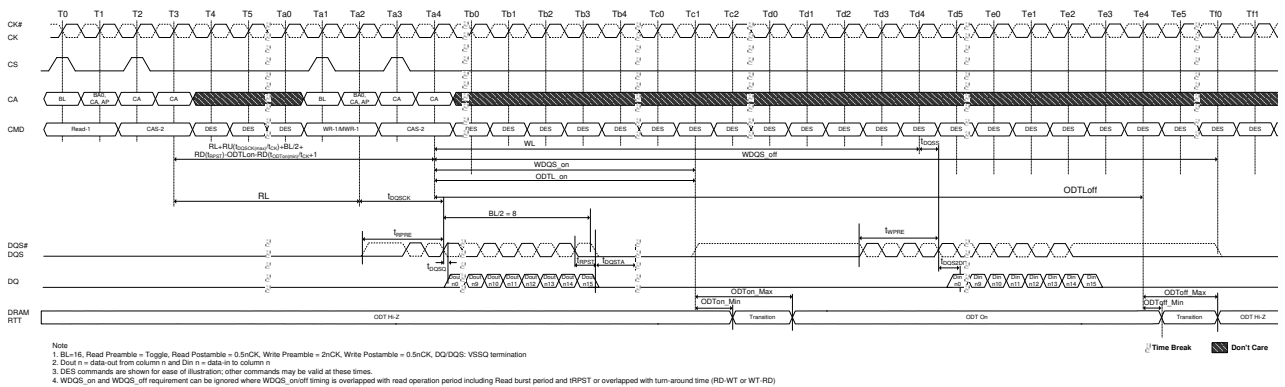 T0 T1 T2 T3 T4 T5 Ta0 Ta1 Ta2 Ta3 Ta4 Tb0 Tb1 Tb2 Tb3 Tb4 Tc0 Tc1 Tc2 Td0 Td1 Td2 Td3 Td4 Td5 Te0 Te1 Te2 Te3 Te4 Te5 Tf0 Tf1
CK#
CK
CS
CA BL BA0, CA, AP CA CA BL BA0, CA, AP CA CA
CMD Read-1 CAS-2 DES DES DES WR-1/MWR-1 CAS-2 DES DES DES DES DES DES DES DES DES DES DES DES DES DES DES DES DES DES DES DES DES DES
RL+RU(tDQSCK(max)/tCK)+BL/2+
RD(tRPST)-ODTLon-RD(tODTon(min)/tCK+1
WL tDQSS
WDQS_off
WDQS_on
ODTL_on
ODTLoff
RL tDQSCK
BL/2 = 8
tRPRE tWPRE
DQS#
DQS
tDQSQ tRPST tDQSTA tDQS2DQ
DQ Dout n0 Dout n9 Dout n10 Dout n11 Dout n12 Dout n13 Dout n14 Dout n15 Din n0 Din n9 Din n10 Din n11 Din n12 Din n13 Din n14 Din n15
ODTon_Max ODToff_Max
ODTon_Min ODToff_Min
DRAM
RTT
ODT Hi-Z Transition ODT On Transition ODT Hi-Z
Note
1. BL=16, Read Preamble = Toggle, Read Postamble = 0.5nCK, Write Preamble = 2nCK, Write Postamble = 0.5nCK, DQ/DQS: VSSQ termination
2. Dout n = data-out from column n and Din n = data-in to column n
3. DES commands are shown for ease of illustration; other commands may be valid at these times.
4. WDQS_on and WDQS_off requirement can be ignored where WDQS_on/off timing is overlapped with read operation period including Read burst period and tRPST or overlapped with turn-around time (RD-WT or WT-RD)
Time Break Don't Care